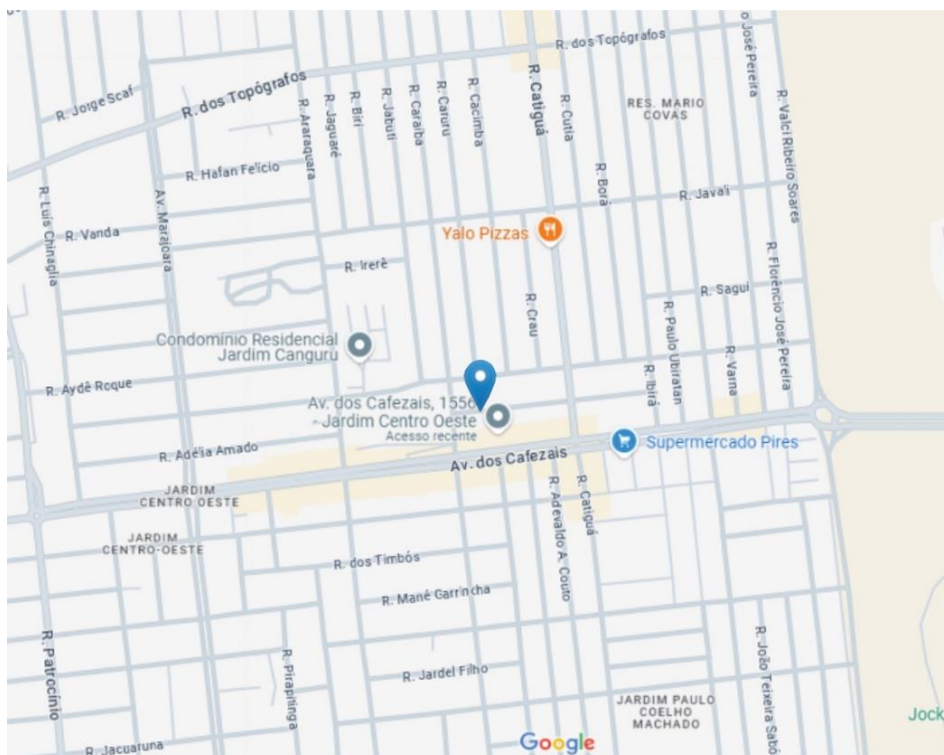 R. dos Topógrafos
R. Jorge Scaf
R. dos Topógrafos
R. Araraquara
R. Jaguaré
R. Biri
R. Jabuti
R. Caraíba
R. Caruru
R. Cacimba
R. Catiguá
R. Cutia
RES. MARIO
COVAS
José Pereira
R. Valci Ribeiro Soares
R. Hafan Felício
R. Luís Chinaglia
Av. Marajoara
R. Borá
R. Javali
R. Vanda
Yalo Pizzas
R. Irerê
R. Crau
R. Sagui
R. Florêncio José Pereira
R. Paulo Ubiratan
R. Varna
R. Ibirá
Condomínio Residencial
Jardim Canguru
R. Aydê Roque
Av. dos Cafezais, 1556
- Jardim Centro Oeste
Acesso recente
R. Adélia Amado
Av. dos Cafezais
Supermercado Pires
JARDIM
CENTRO OESTE
JARDIM
CENTRO-OESTE
R. Adevaldo A. Couto
R. Catiguá
R. dos Timbós
R. Mané Garrincha
R. Patrocínio
R. Pirapitinga
R. Jardel Filho
R. João Teixeira Sabó
JARDIM PAULO
COELHO
MACHADO
Jock
R. Jacuaruna
Google